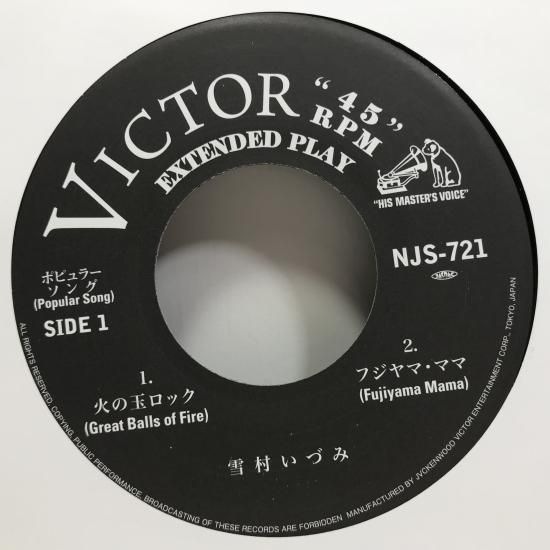 VICTOR
"45"
RPM
EXTENDED PLAY
"HIS MASTER'S VOICE"
NJS-721
ポピュラー
ソング
(Popular Song)
SIDE 1
1.
火の玉ロック
(Great Balls of Fire)
2.
フジヤマ・ママ
(Fujiyama Mama)
雪村いづみ
ALL RIGHTS RESERVED. COPYING, PUBLIC PERFORMANCE, BROADCASTING OF THESE RECORDS ARE FORBIDDEN MANUFACTURED BY JVCKENWOOD VICTOR ENTERTAINMENT CORP., TOKYO, JAPAN